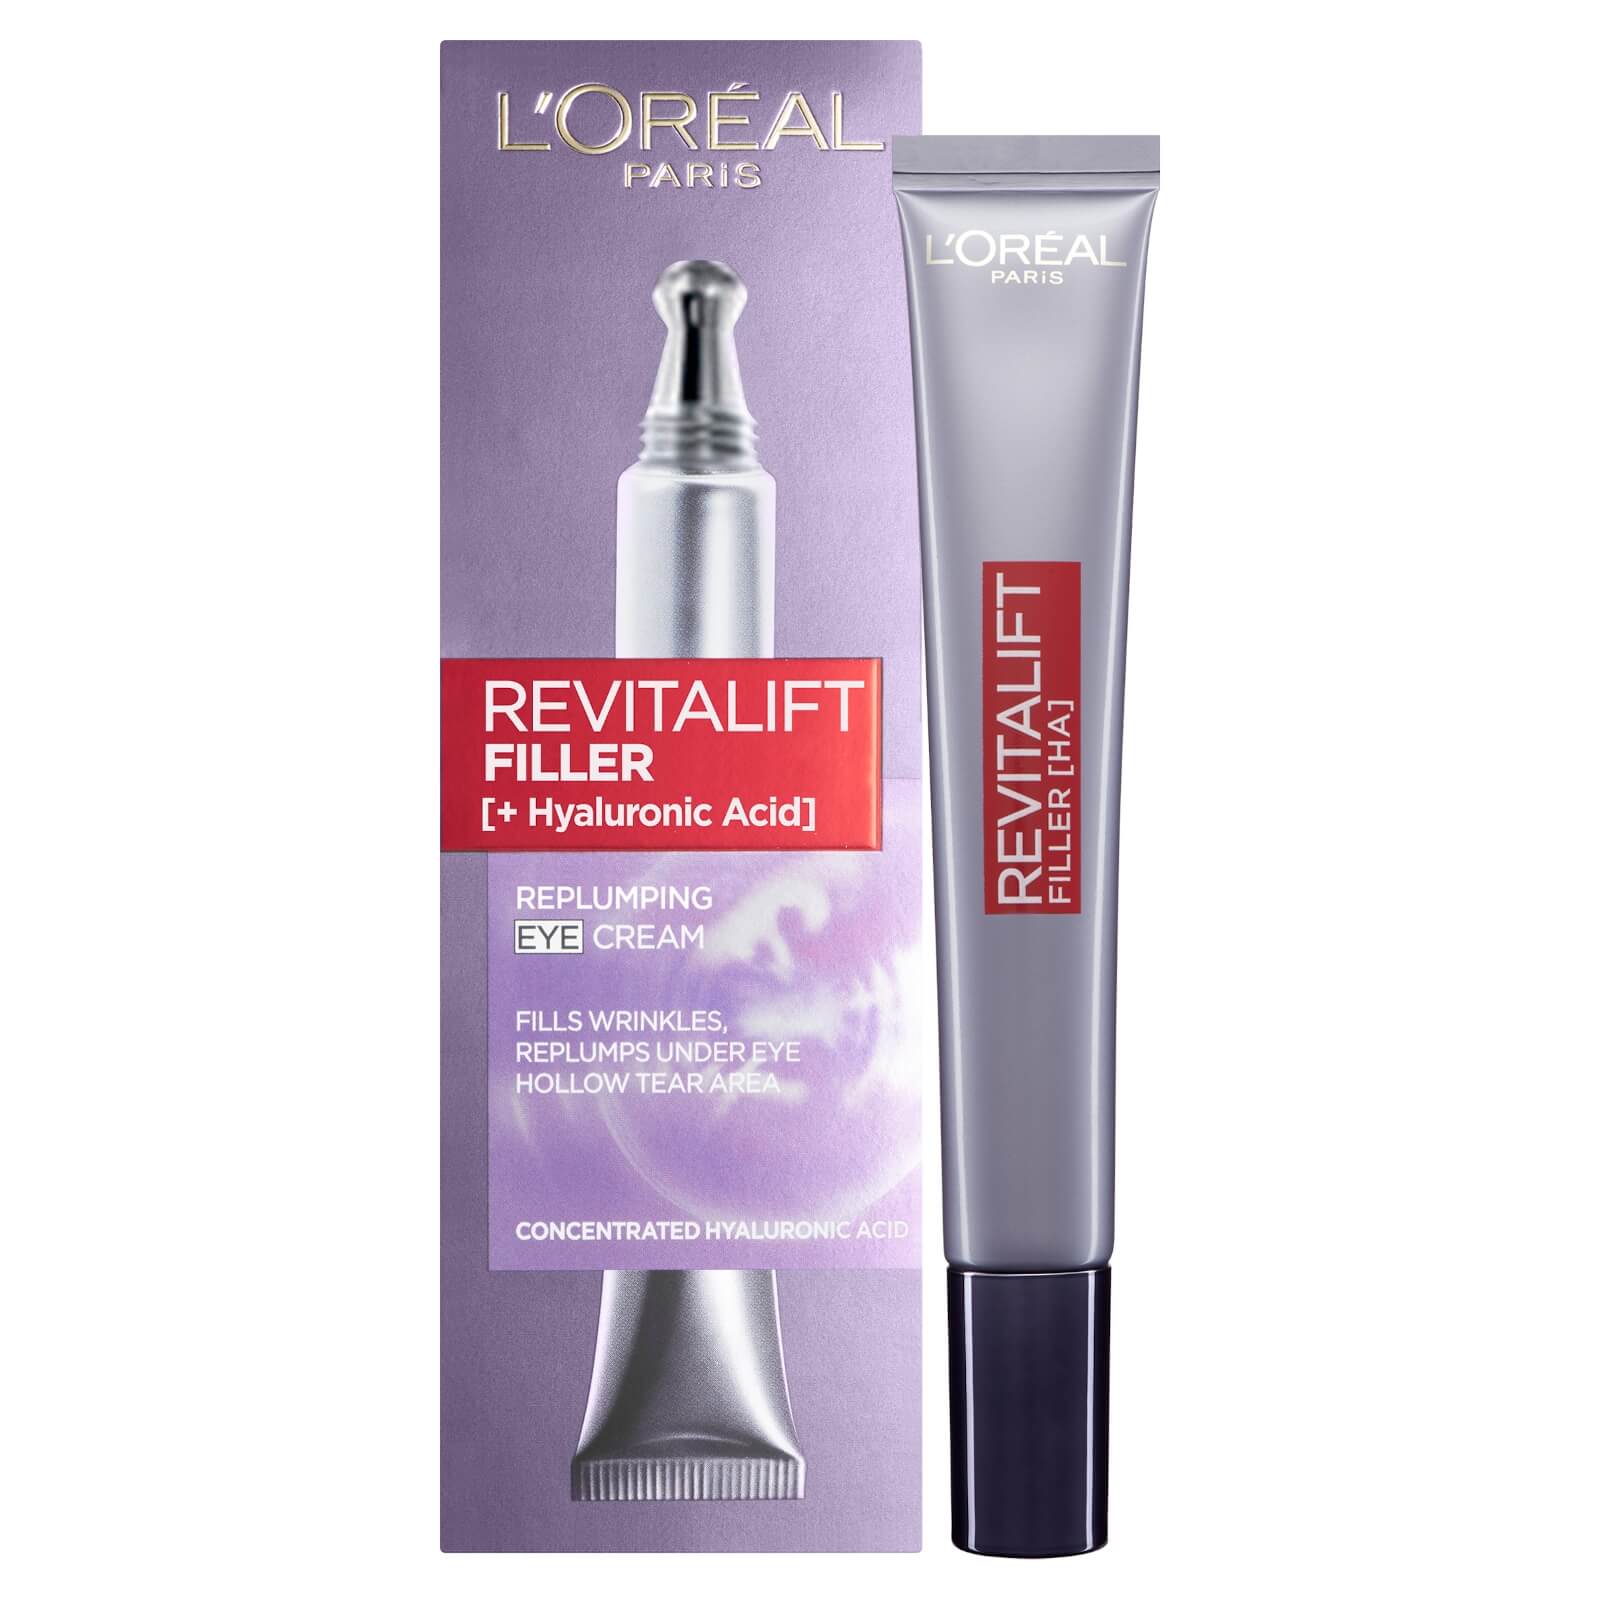 L'ORÉAL
PARiS
REVITALIFT
FILLER
[+ Hyaluronic Acid]
REPLUMPING
EYE CREAM
FILLS WRINKLES,
REPLUMPS UNDER EYE
HOLLOW TEAR AREA
CONCENTRATED HYALURONIC ACID
L'ORÉAL
PARiS
REVITALIFT
FILLER [HA]